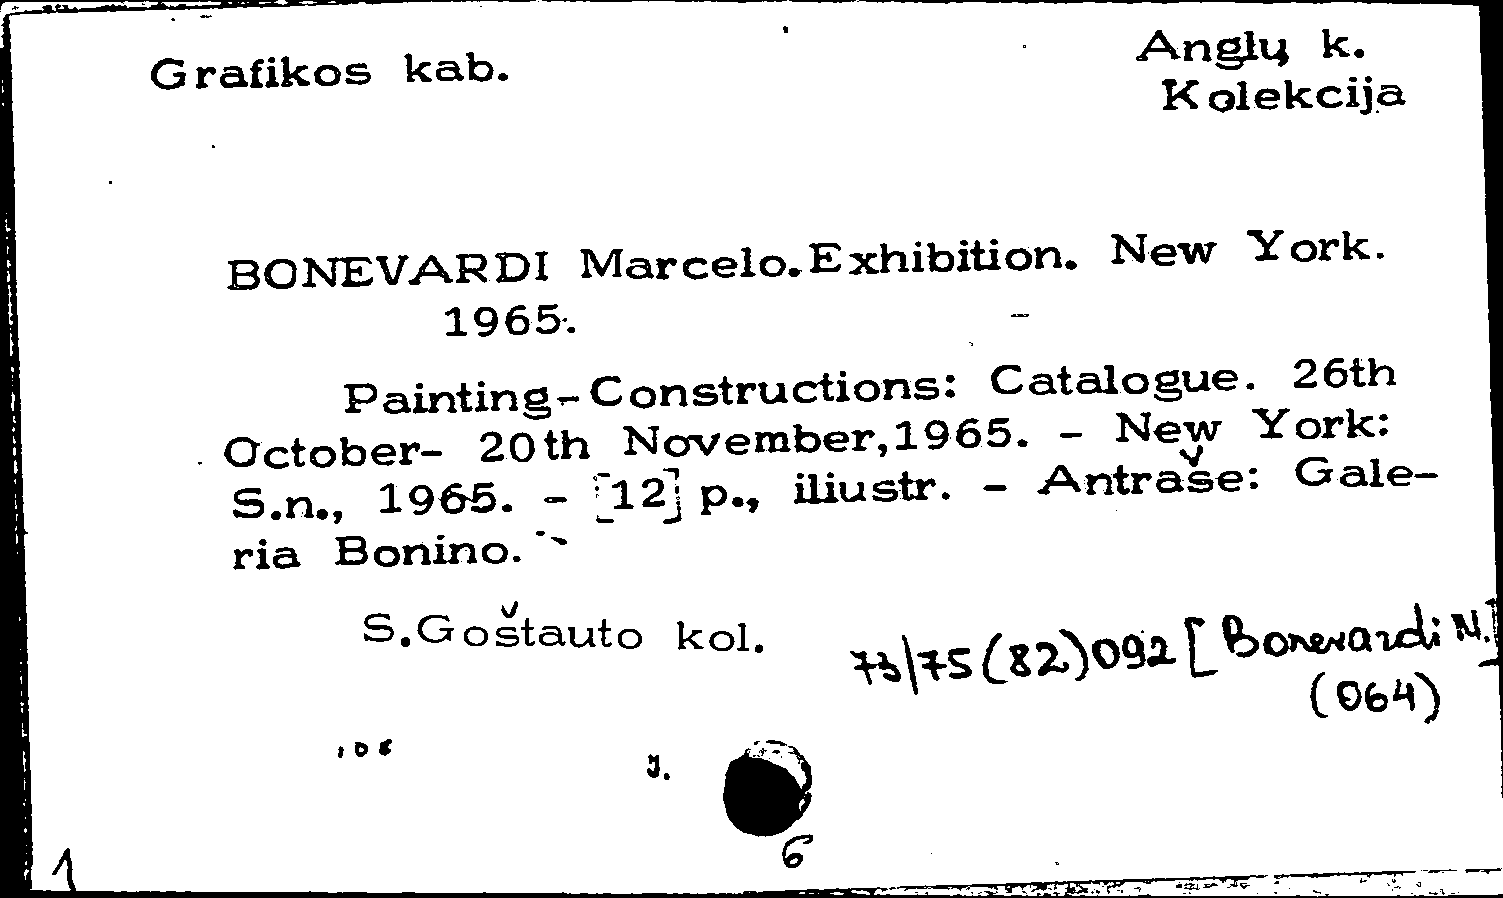 Grafikos kab.
Anglų k.
Kolekcija
BONEVARDI Marcelo. Exhibition. New York.
1965.
Painting-Constructions: Catalogue. 26th
October- 20th November,1965. - New York:
S.n., 1965. - [12] p., iliustr. - Antraše: Gale-
ria Bonino.
S.Goštauto kol.
73/75(82)092 [Bonevardi M.]
(064)
J.
6
1